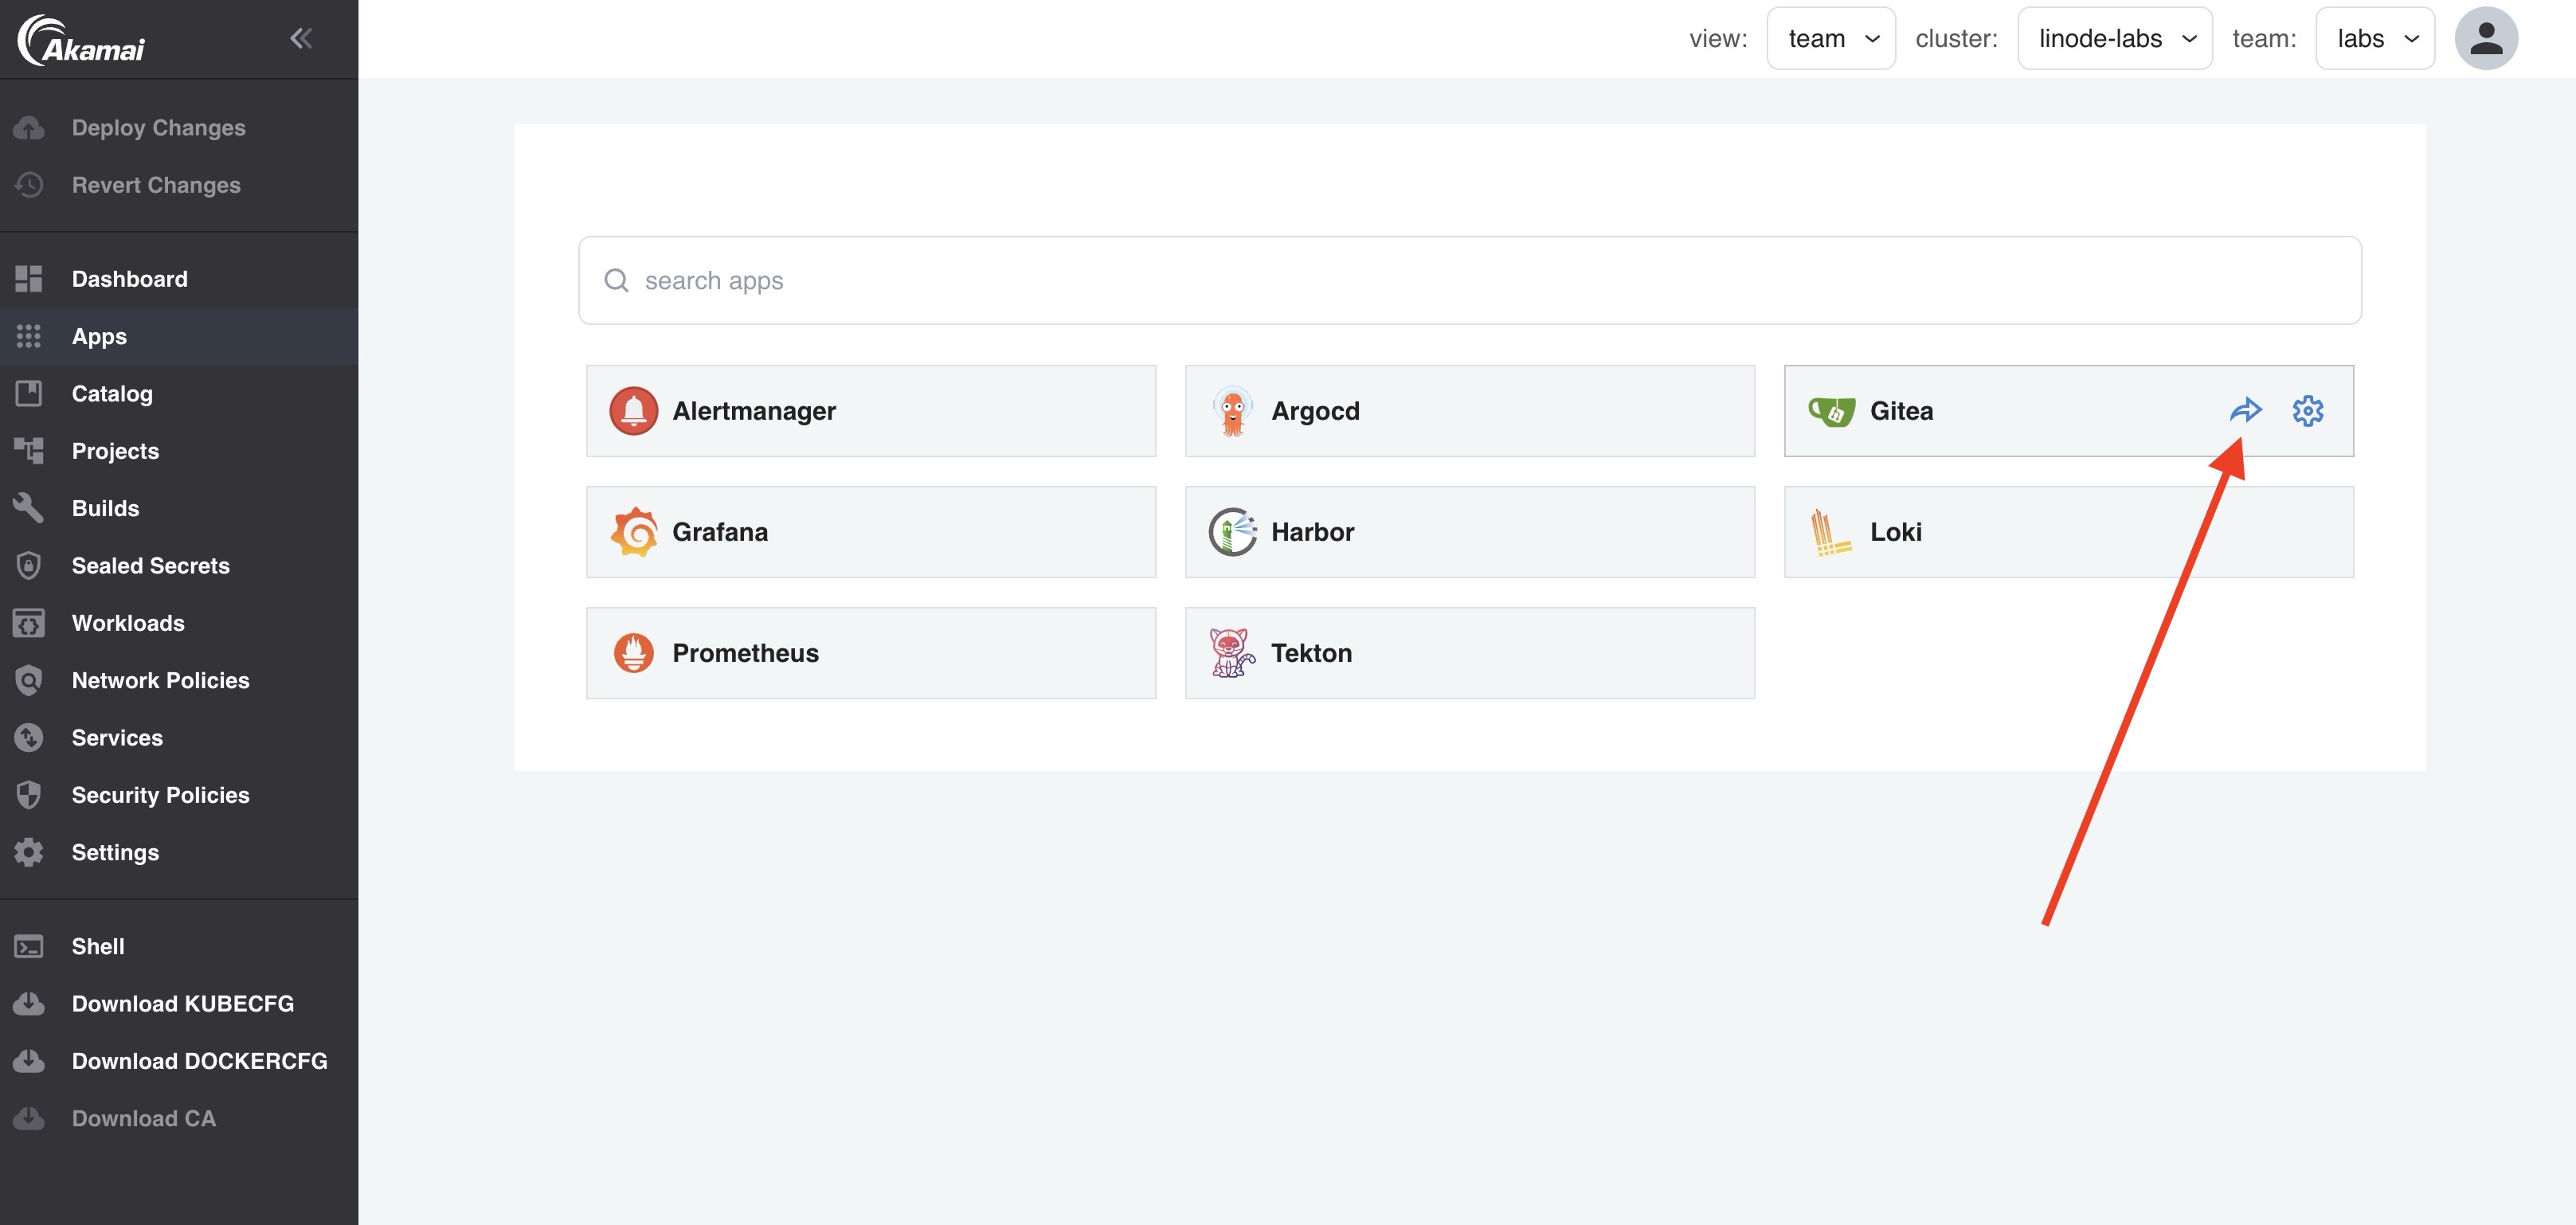 Akamai
view: team cluster: linode-labs team: labs
Deploy Changes
Revert Changes
Dashboard
Apps
Catalog
Projects
Builds
Sealed Secrets
Workloads
Network Policies
Services
Security Policies
Settings
Shell
Download KUBECFG
Download DOCKERCFG
Download CA
search apps
Alertmanager
Argocd
Gitea
Grafana
Harbor
Loki
Prometheus
Tekton